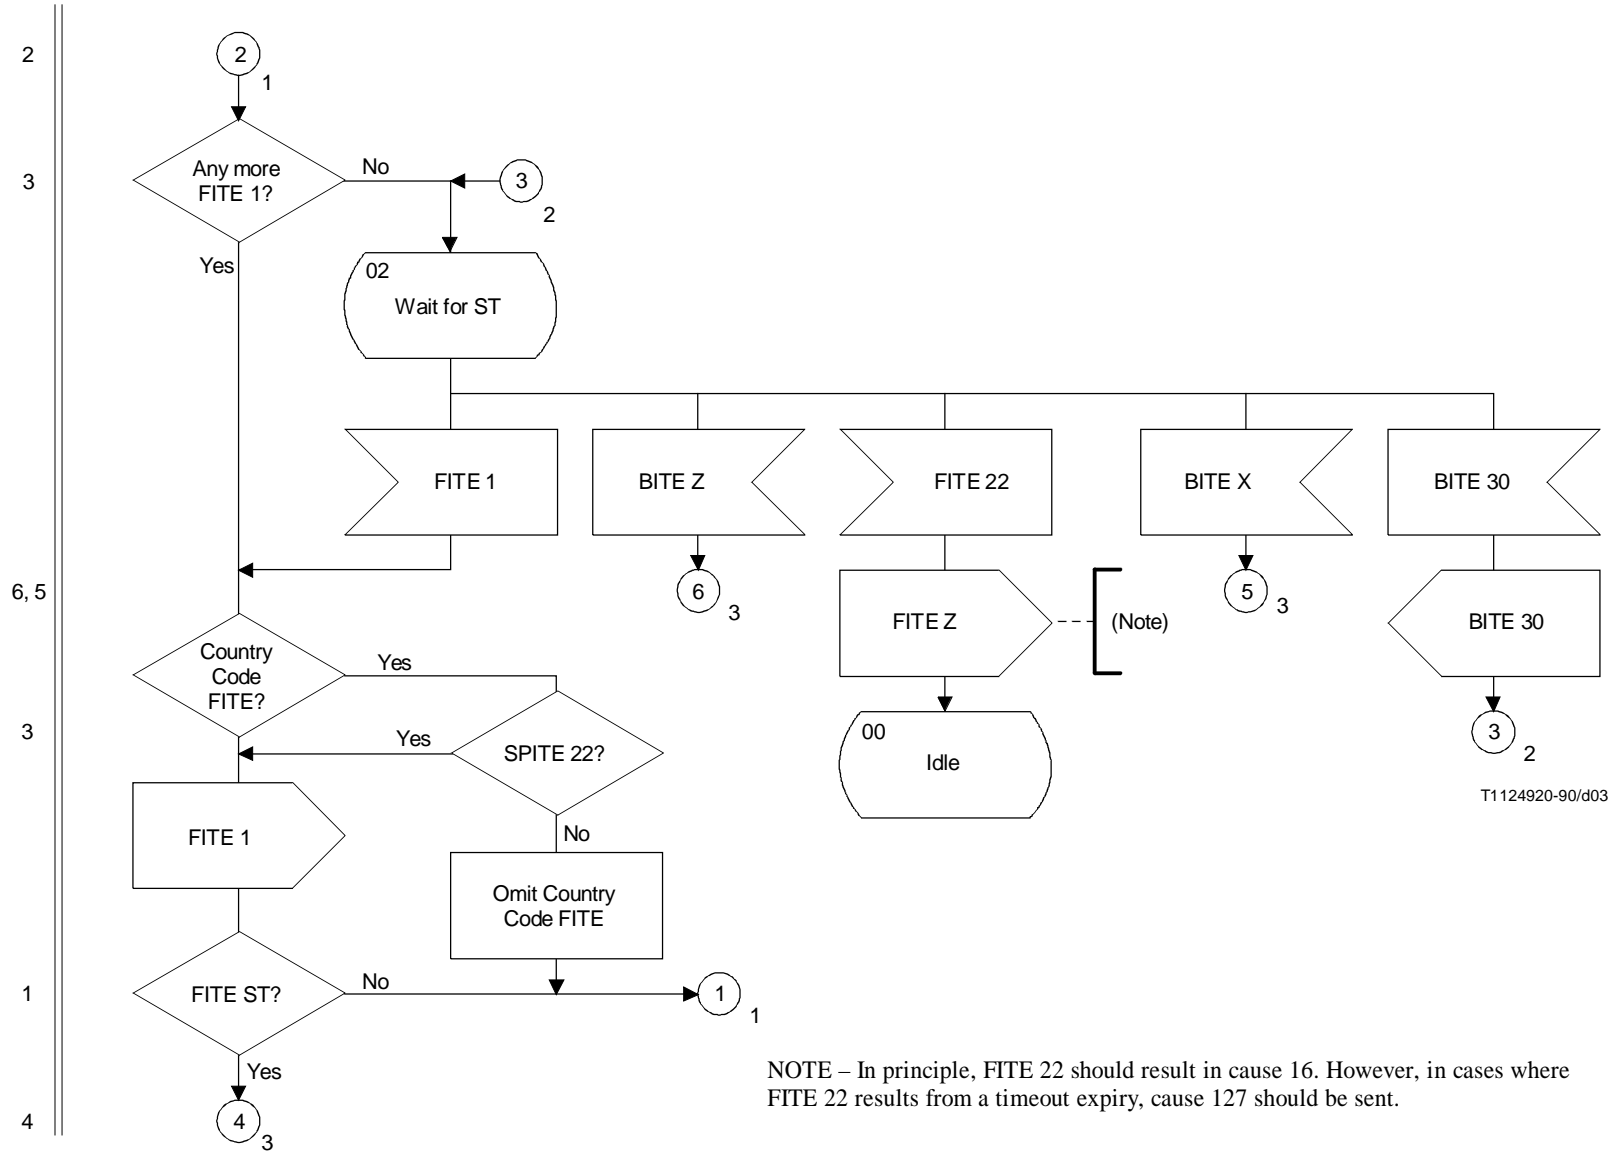 2
2
1
3
Any more
FITE 1?
No
3
2
Yes
02
Wait for ST
FITE 1
BITE Z
FITE 22
BITE X
BITE 30
6, 5
6
3
FITE Z
(Note)
5
3
BITE 30
Country
Code
FITE?
Yes
3
Yes
SPITE 22?
00
Idle
3
2
T1124920-90/d03
FITE 1
No
Omit Country
Code FITE
1
FITE ST?
No
1
1
Yes
NOTE – In principle, FITE 22 should result in cause 16. However, in cases where
FITE 22 results from a timeout expiry, cause 127 should be sent.
4
4
3